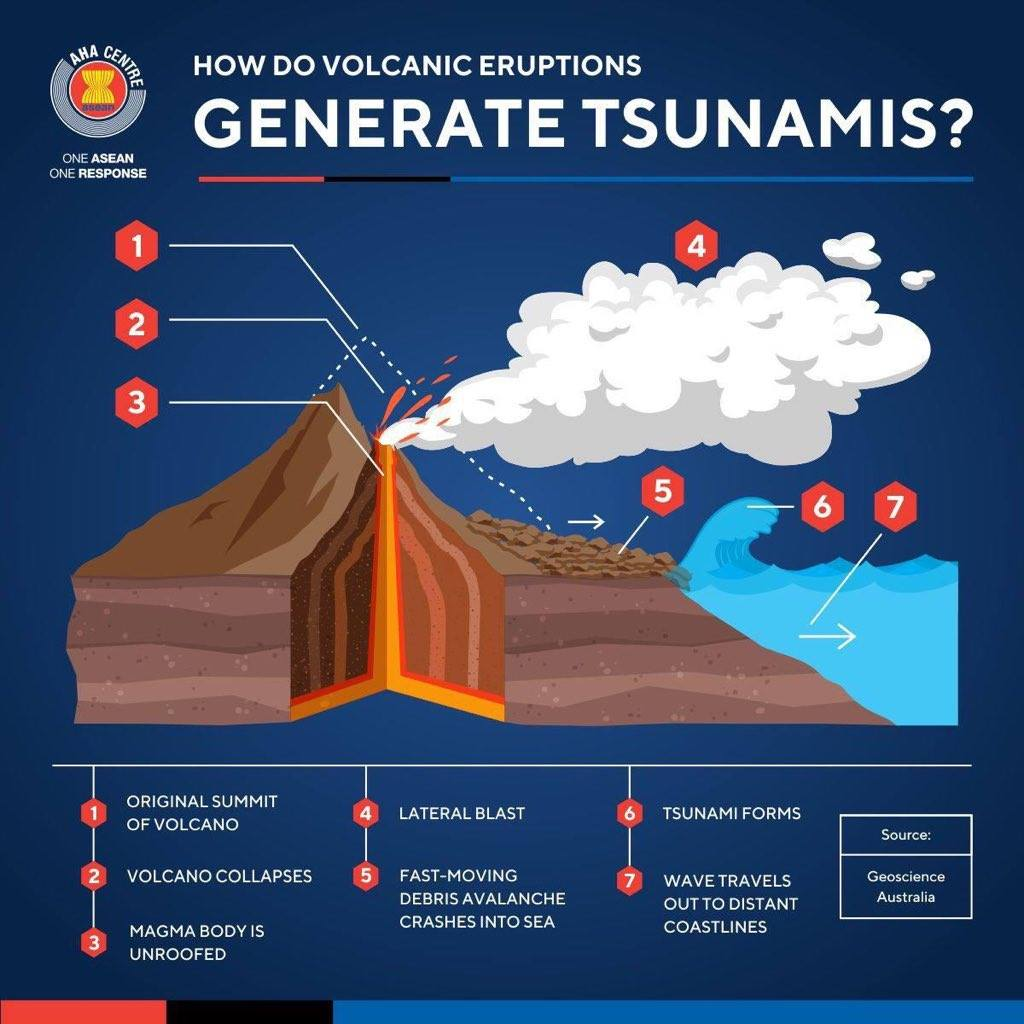 AHA CENTRE
asean
ONE ASEAN
ONE RESPONSE
HOW DO VOLCANIC ERUPTIONS
GENERATE TSUNAMIS?
1
2
3
4
5
6
7
1
ORIGINAL SUMMIT
OF VOLCANO
2
VOLCANO COLLAPSES
3
MAGMA BODY IS
UNROOFED
4
LATERAL BLAST
5
FAST-MOVING
DEBRIS AVALANCHE
CRASHES INTO SEA
6
TSUNAMI FORMS
7
WAVE TRAVELS
OUT TO DISTANT
COASTLINES
Source:
Geoscience
Australia